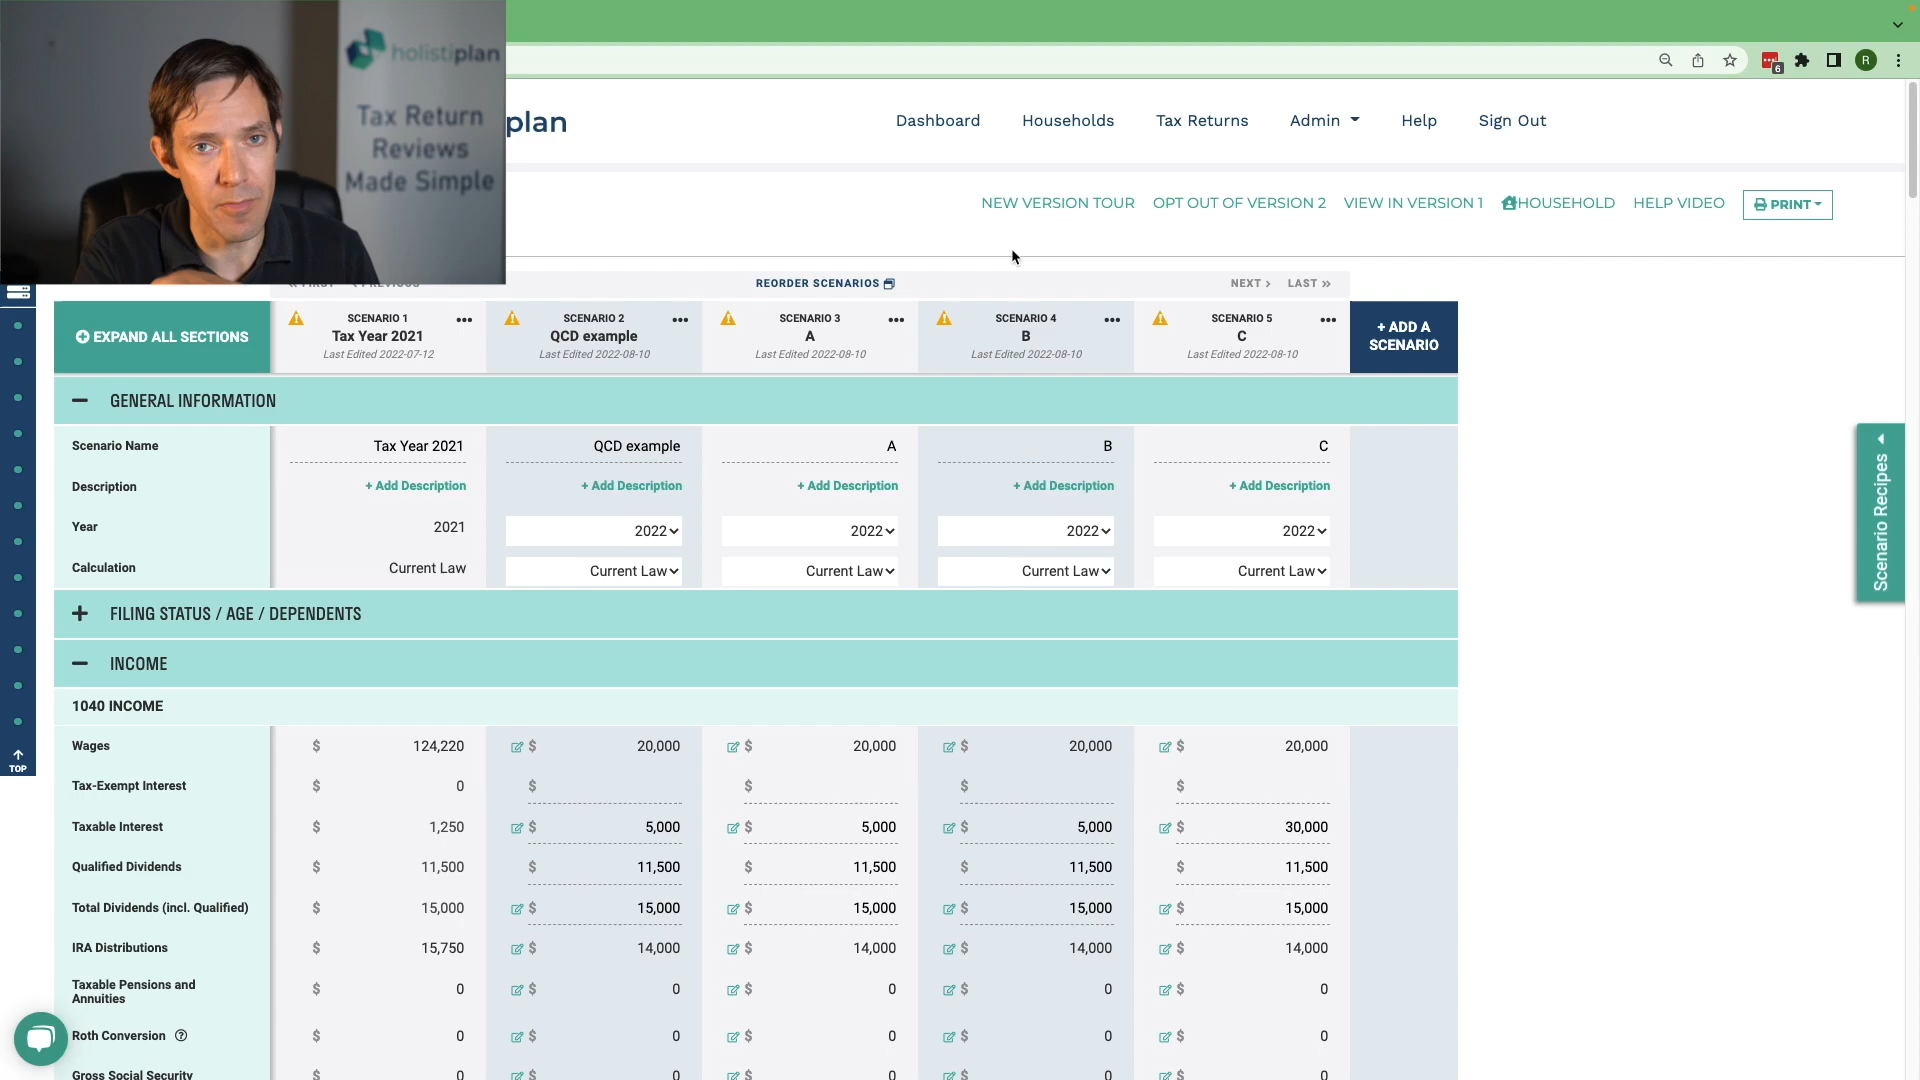 holistiplan
Tax Return
Reviews
Made Simple
plan
6
R
Dashboard Households Tax Returns Admin Help Sign Out
NEW VERSION TOUR OPT OUT OF VERSION 2 VIEW IN VERSION 1 HOUSEHOLD HELP VIDEO PRINT
REORDER SCENARIOS NEXT > LAST >>
EXPAND ALL SECTIONS
SCENARIO 1
Tax Year 2021
Last Edited 2022-07-12
SCENARIO 2
QCD example
Last Edited 2022-08-10
SCENARIO 3
A
Last Edited 2022-08-10
SCENARIO 4
B
Last Edited 2022-08-10
SCENARIO 5
C
Last Edited 2022-08-10
+ ADD A
SCENARIO
GENERAL INFORMATION
Scenario Name Tax Year 2021 QCD example A B C
Description + Add Description + Add Description + Add Description + Add Description + Add Description
Year 2021 2022 2022 2022 2022
Calculation Current Law Current Law Current Law Current Law Current Law
FILING STATUS / AGE / DEPENDENTS
INCOME
1040 INCOME
Wages $ 124,220 $ 20,000 $ 20,000 $ 20,000 $ 20,000
Tax-Exempt Interest $ 0 $ $ $ $
Taxable Interest $ 1,250 $ 5,000 $ 5,000 $ 5,000 $ 30,000
Qualified Dividends $ 11,500 $ 11,500 $ 11,500 $ 11,500 $ 11,500
Total Dividends (incl. Qualified) $ 15,000 $ 15,000 $ 15,000 $ 15,000 $ 15,000
IRA Distributions $ 15,750 $ 14,000 $ 14,000 $ 14,000 $ 14,000
Taxable Pensions and
Annuities $ 0 $ 0 $ 0 $ 0 $ 0
Roth Conversion ? $ 0 $ 0 $ 0 $ 0 $ 0
Gross Social Security $ 0 $ 0 $ 0 $ 0 $ 0
TOP
Scenario Recipes